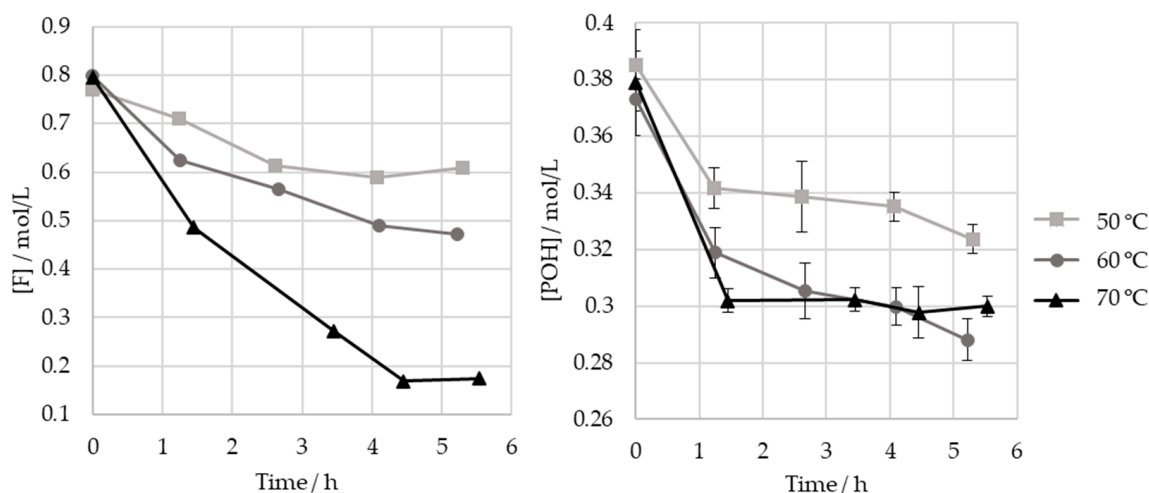 [F] / mol/L
0.9
0.8
0.7
0.6
0.5
0.4
0.3
0.2
0.1
0 1 2 3 4 5 6
Time / h
[POH] / mol/L
0.4
0.38
0.36
0.34
0.32
0.3
0.28
0.26
0 1 2 3 4 5 6
Time / h
50 °C
60 °C
70 °C